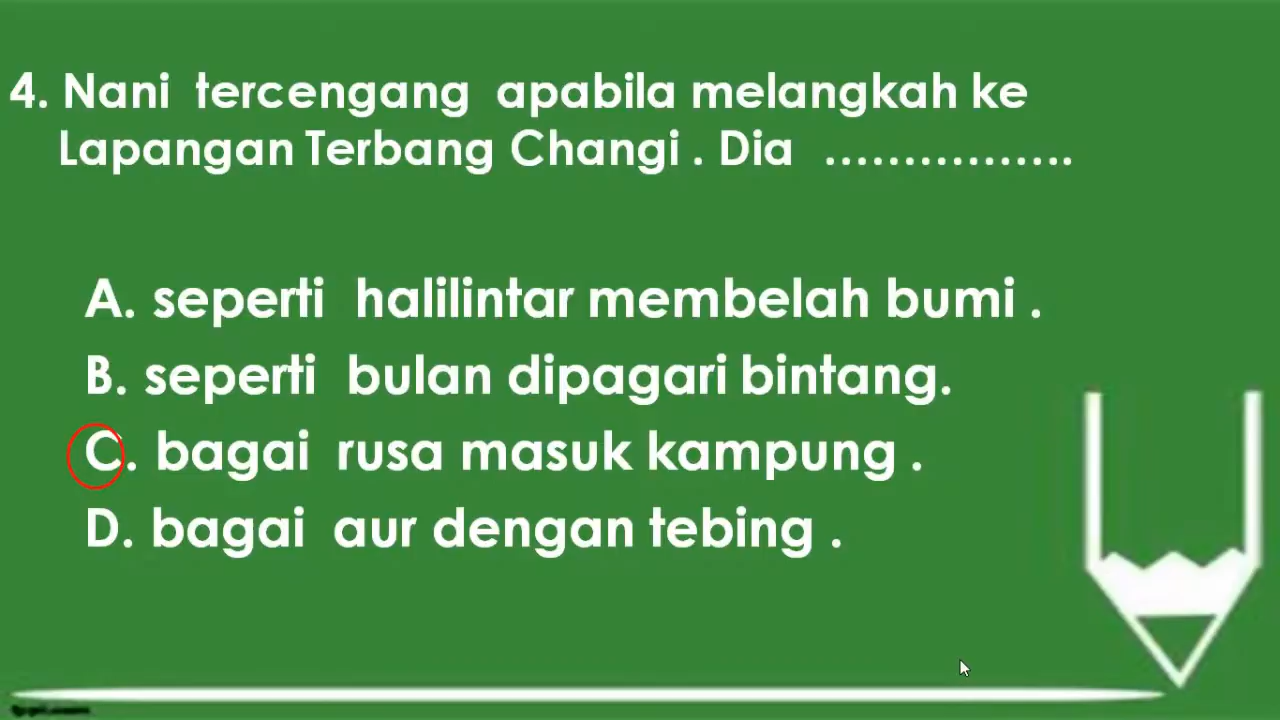 4. Nani tercengang apabila melangkah ke
Lapangan Terbang Changi . Dia ................
A. seperti halilintar membelah bumi .
B. seperti bulan dipagari bintang.
C. bagai rusa masuk kampung .
D. bagai aur dengan tebing .